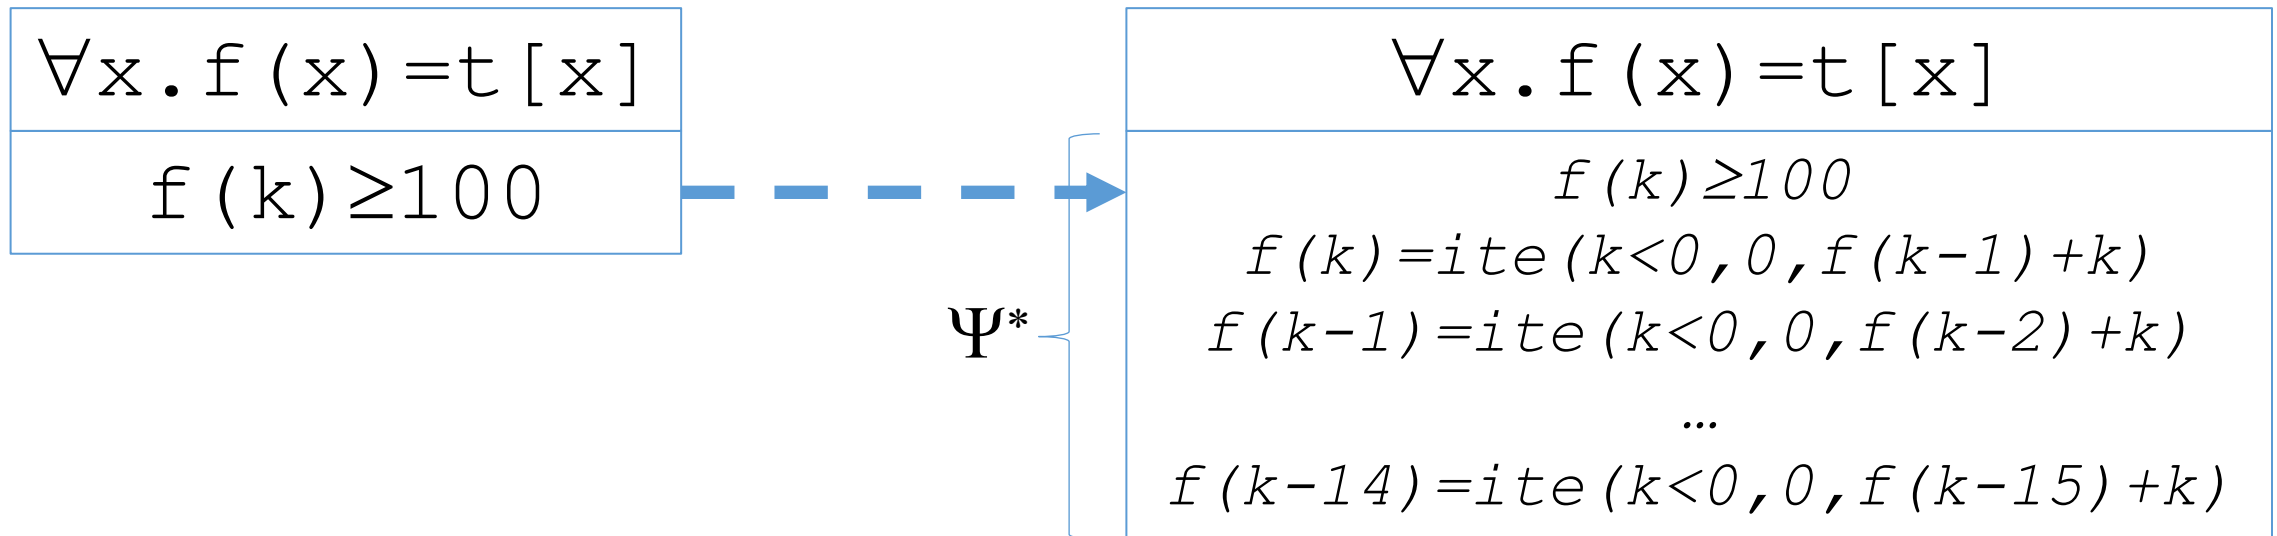 ∀x.f(x)=t[x]
f(k)≥100
∀x.f(x)=t[x]
f(k)≥100
f(k)=ite(k<0,0,f(k-1)+k)
f(k-1)=ite(k<0,0,f(k-2)+k)
…
f(k-14)=ite(k<0,0,f(k-15)+k)
Ψ*